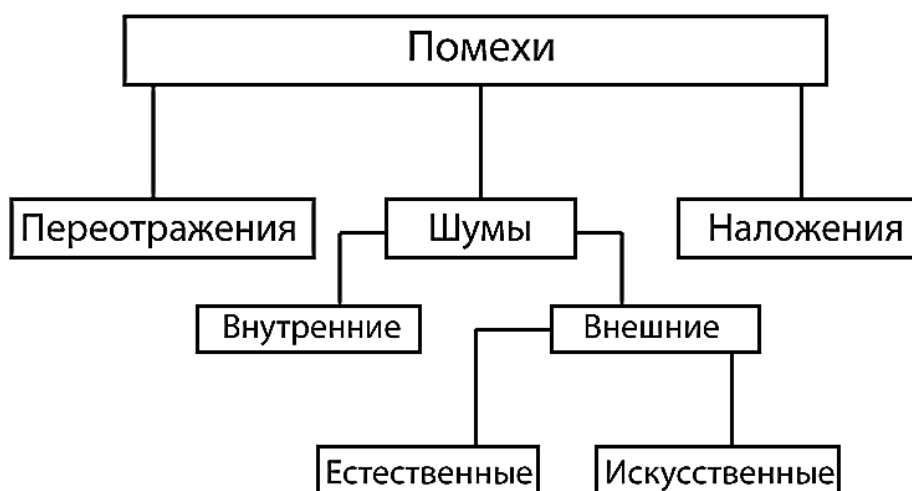 Помехи
Переотражения
Шумы
Наложения
Внутренние
Внешние
Естественные
Искусственные